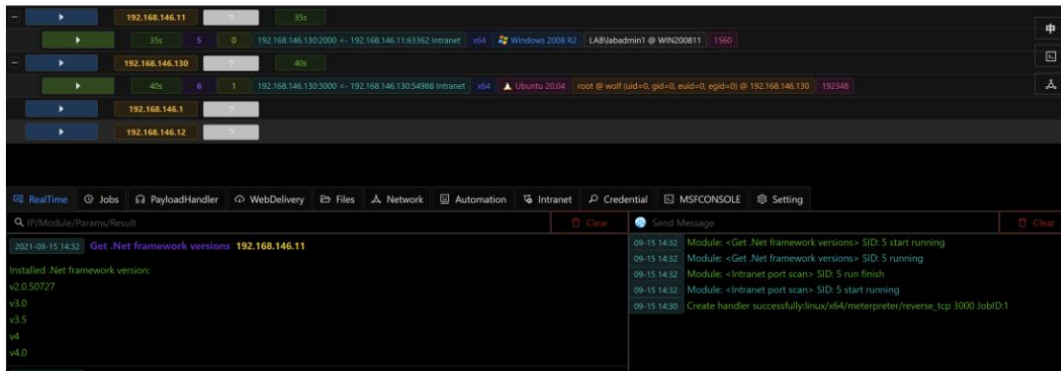 192.168.146.11 ? 35s
35s 5 0 192.168.146.130:2000 <- 192.168.146.11:63362 Intranet x64 Windows 2008 R2 LAB\labadmin1 @ WIN200811 1560
中
192.168.146.130 ? 40s
40s 6 1 192.168.146.130:3000 <- 192.168.146.130:54988 Intranet x64 Ubuntu 20.04 root @ wolf (uid=0, gid=0, euid=0, egid=0) @ 192.168.146.130 192348
192.168.146.1 ?
192.168.146.12 ?
RealTime Jobs PayloadHandler WebDelivery Files Network Automation Intranet Credential MSFCONSOLE Setting
IP/Module/Params/Result Clear Send Message Clear
2021-09-15 14:32 Get .Net framework versions 192.168.146.11
Installed .Net framework version:
v2.0.50727
v3.0
v3.5
v4
v4.0
09-15 14:32 Module: <Get .Net framework versions> SID: 5 start running
09-15 14:32 Module: <Get .Net framework versions> SID: 5 running
09-15 14:32 Module: <Intranet port scan> SID: 5 run finish
09-15 14:32 Module: <Intranet port scan> SID: 5 start running
09-15 14:30 Create handler successfully:linux/x64/meterpreter/reverse_tcp 3000 JobID:1